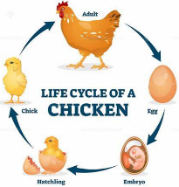 Adult
LIFE CYCLE OF A
CHICKEN
Chick
Egg
Hatchling
Embryo